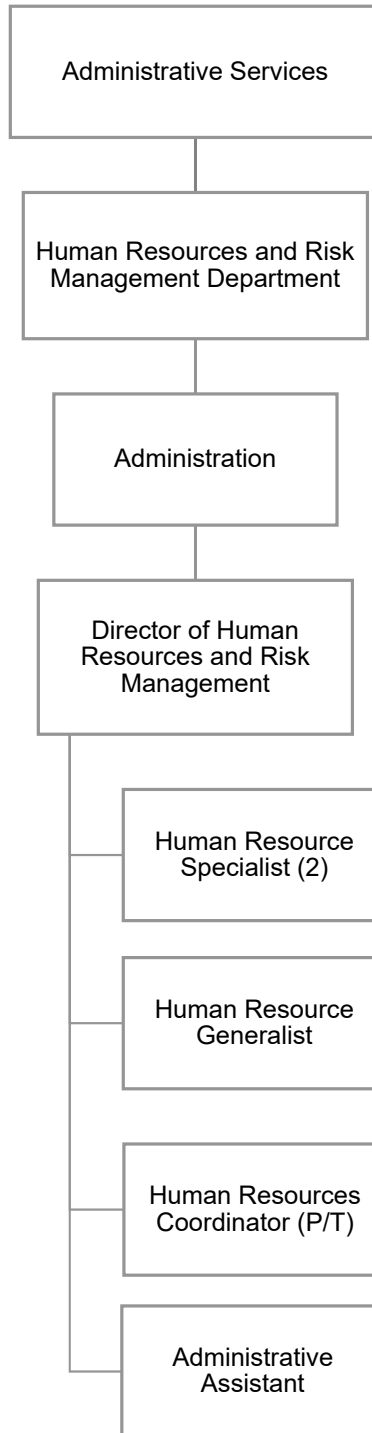 Administrative Services
Human Resources and Risk
Management Department
Administration
Director of Human
Resources and Risk
Management
Human Resource
Specialist (2)
Human Resource
Generalist
Human Resources
Coordinator (P/T)
Administrative
Assistant